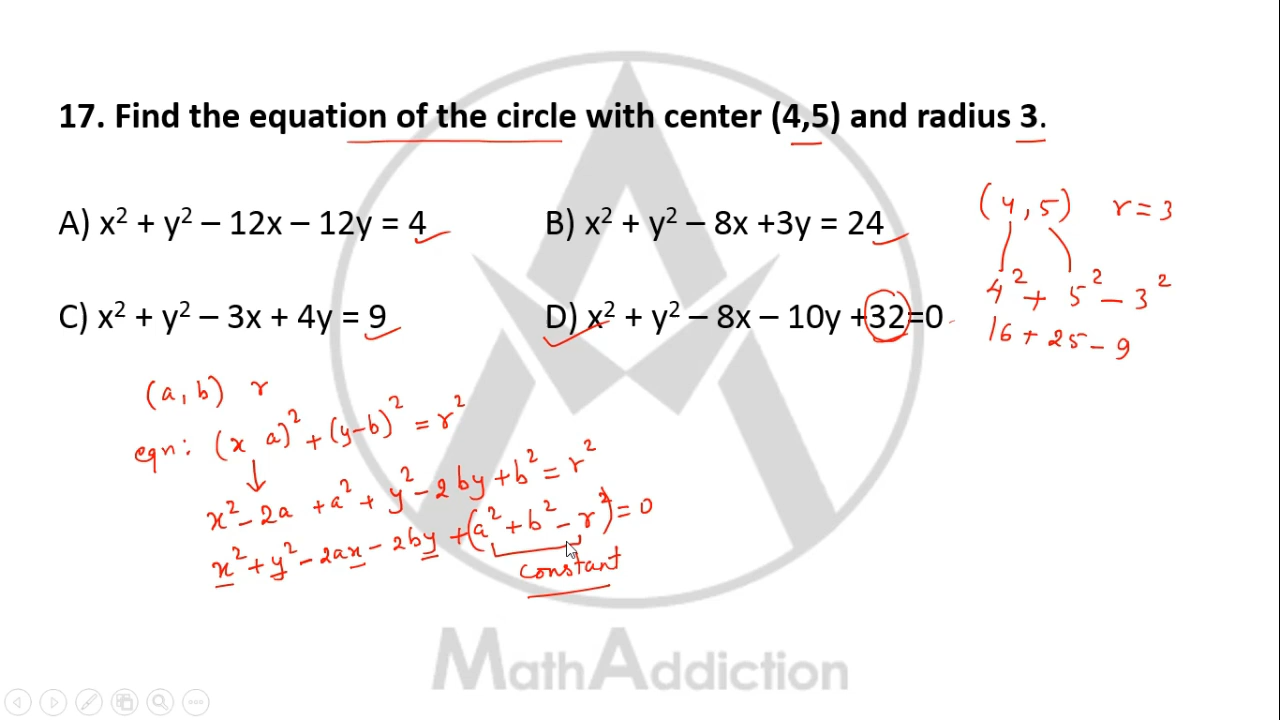 17. Find the equation of the circle with center (4,5) and radius 3.
A) x² + y² – 12x – 12y = 4
B) x² + y² – 8x +3y = 24
C) x² + y² – 3x + 4y = 9
D) x² + y² – 8x – 10y +32=0
(4,5) r=3
4² + 5² – 3²
16 + 25 – 9
(a, b) r
eqn: (x a)² + (y–b)² = r²
x² – 2a + a² + y² – 2by + b² = r²
x² + y² – 2ax – 2by + (a² + b² – r²) = 0
constant
MathAddiction